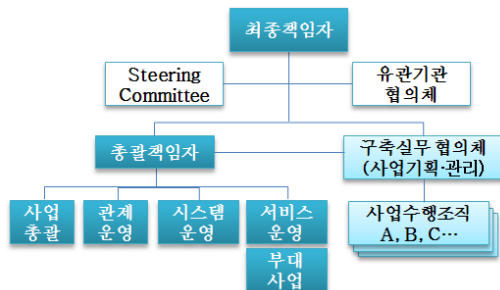 최종책임자
Steering
Committee
유관기관
협의체
총괄책임자
구축실무 협의체
(사업기획·관리)
사업
총괄
관제
운영
시스템
운영
서비스
운영
부대
사업
사업수행조직
A, B, C…